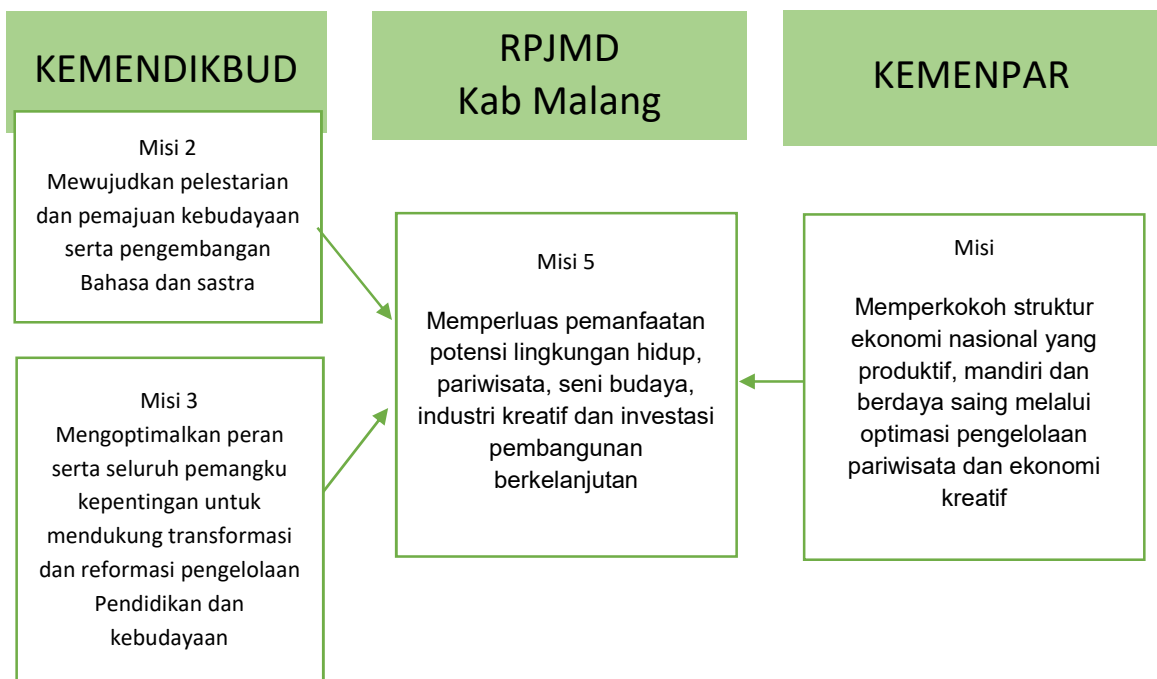 KEMENDIKBUD
Misi 2
Mewujudkan pelestarian
dan pemajuan kebudayaan
serta pengembangan
Bahasa dan sastra
Misi 3
Mengoptimalkan peran
serta seluruh pemangku
kepentingan untuk
mendukung transformasi
dan reformasi pengelolaan
Pendidikan dan
kebudayaan
RPJMD
Kab Malang
Misi 5
Memperluas pemanfaatan
potensi lingkungan hidup,
pariwisata, seni budaya,
industri kreatif dan investasi
pembangunan
berkelanjutan
KEMENPAR
Misi
Memperkokoh struktur
ekonomi nasional yang
produktif, mandiri dan
berdaya saing melalui
optimasi pengelolaan
pariwisata dan ekonomi
kreatif